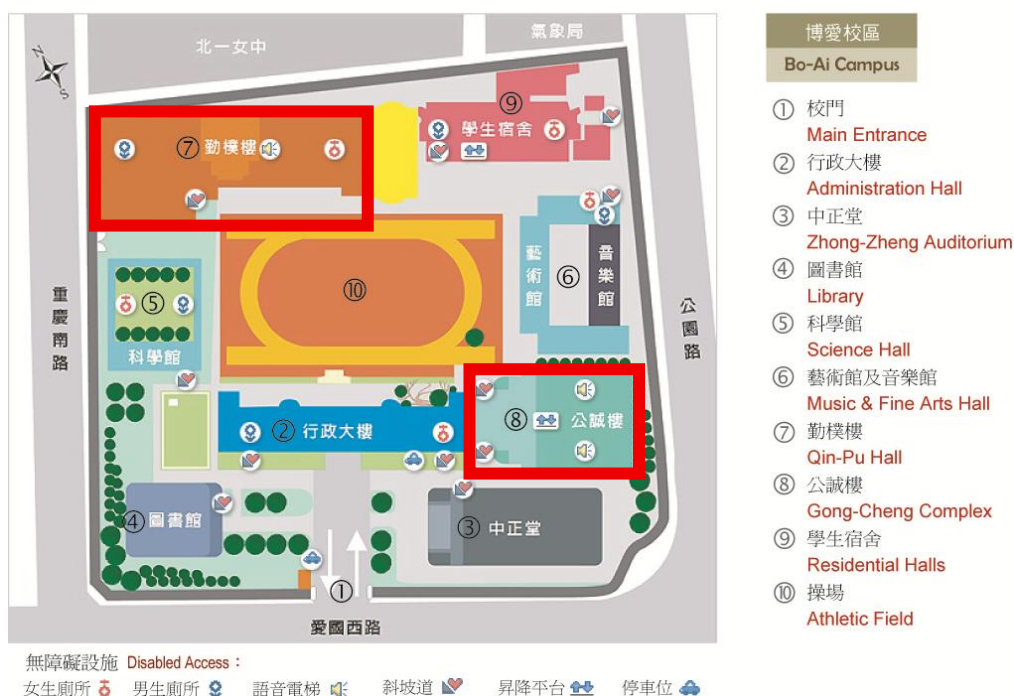 北一女中
氣象局
N
S
⑨
學生宿舍
⑦ 勤樸樓
藝術館
⑥
音樂館
⑩
⑤
科學館
重慶南路
公園路
② 行政大樓
⑧
公誠樓
④ 圖書館
③ 中正堂
①
愛國西路
博愛校區
Bo-Ai Campus
① 校門
Main Entrance
② 行政大樓
Administration Hall
③ 中正堂
Zhong-Zheng Auditorium
④ 圖書館
Library
⑤ 科學館
Science Hall
⑥ 藝術館及音樂館
Music & Fine Arts Hall
⑦ 勤樸樓
Qin-Pu Hall
⑧ 公誠樓
Gong-Cheng Complex
⑨ 學生宿舍
Residential Halls
⑩ 操場
Athletic Field
無障礙設施 Disabled Access：
女生廁所 男生廁所 語音電梯 斜坡道 昇降平台 停車位